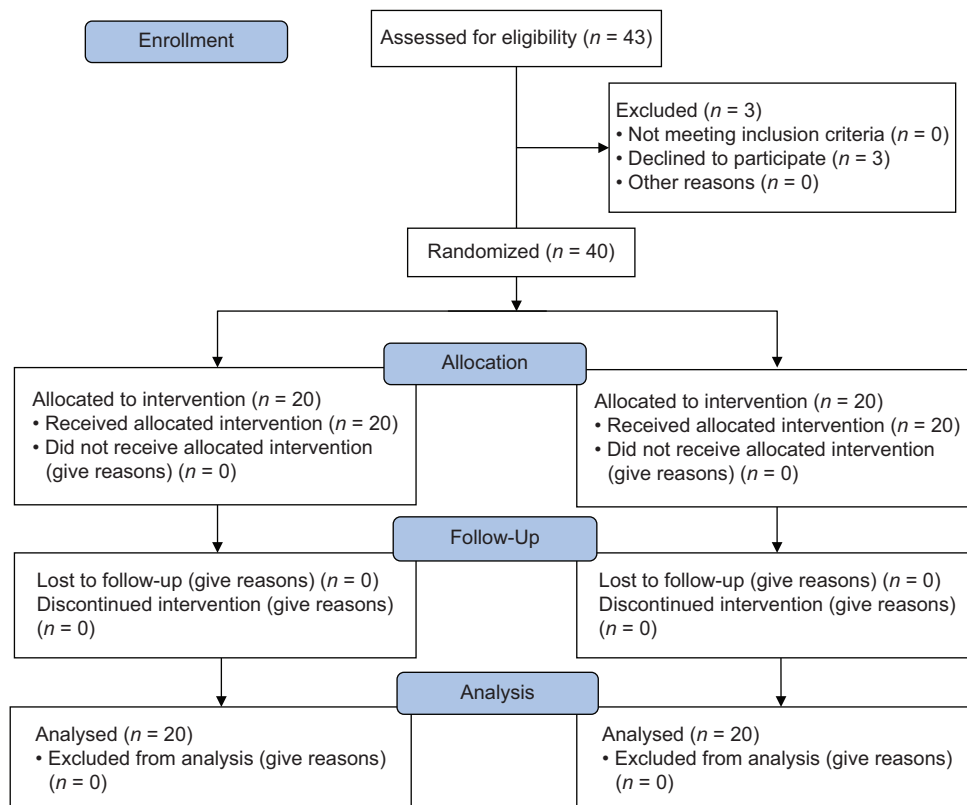 Enrollment
Assessed for eligibility (n = 43)
Excluded (n = 3)
• Not meeting inclusion criteria (n = 0)
• Declined to participate (n = 3)
• Other reasons (n = 0)
Randomized (n = 40)
Allocation
Allocated to intervention (n = 20)
• Received allocated intervention (n = 20)
• Did not receive allocated intervention
(give reasons) (n = 0)
Allocated to intervention (n = 20)
• Received allocated intervention (n = 20)
• Did not receive allocated intervention
(give reasons) (n = 0)
Follow-Up
Lost to follow-up (give reasons) (n = 0)
Discontinued intervention (give reasons)
(n = 0)
Lost to follow-up (give reasons) (n = 0)
Discontinued intervention (give reasons)
(n = 0)
Analysis
Analysed (n = 20)
• Excluded from analysis (give reasons)
(n = 0)
Analysed (n = 20)
• Excluded from analysis (give reasons)
(n = 0)